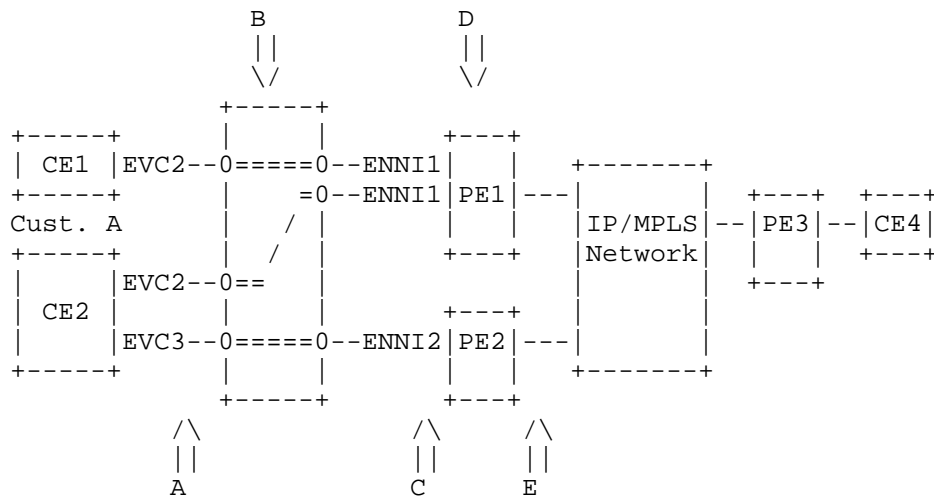 B D
CE1 EVC2 ENNI1
ENNI1 PE1
Cust. A IP/MPLS PE3 CE4
Network
EVC2
CE2
EVC3 ENNI2 PE2
A C E